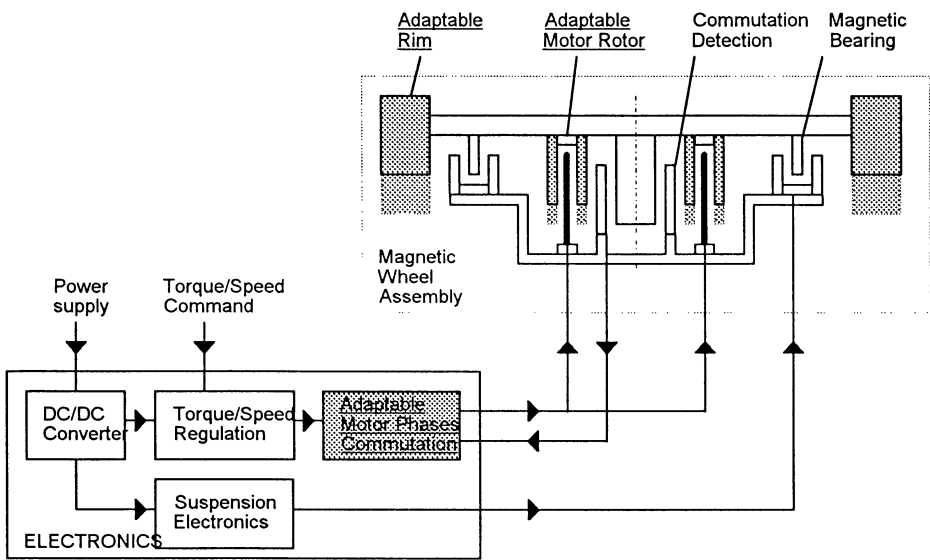 Adaptable
Rim
Adaptable
Motor Rotor
Commutation
Detection
Magnetic
Bearing
Magnetic
Wheel
Assembly
Power
supply
Torque/Speed
Command
DC/DC
Converter
Torque/Speed
Regulation
Adaptable
Motor Phases
Commutation
Suspension
Electronics
ELECTRONICS